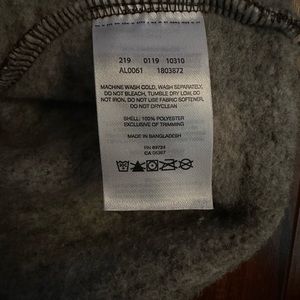 219 0119 10310
AL0061 1803872
MACHINE WASH COLD, WASH SEPARATELY,
DO NOT BLEACH, TUMBLE DRY LOW, DO
NOT IRON, DO NOT USE FABRIC SOFTENER,
DO NOT DRYCLEAN
SHELL: 100% POLYESTER
EXCLUSIVE OF TRIMMING
MADE IN BANGLADESH
RN 89724
CA 05367